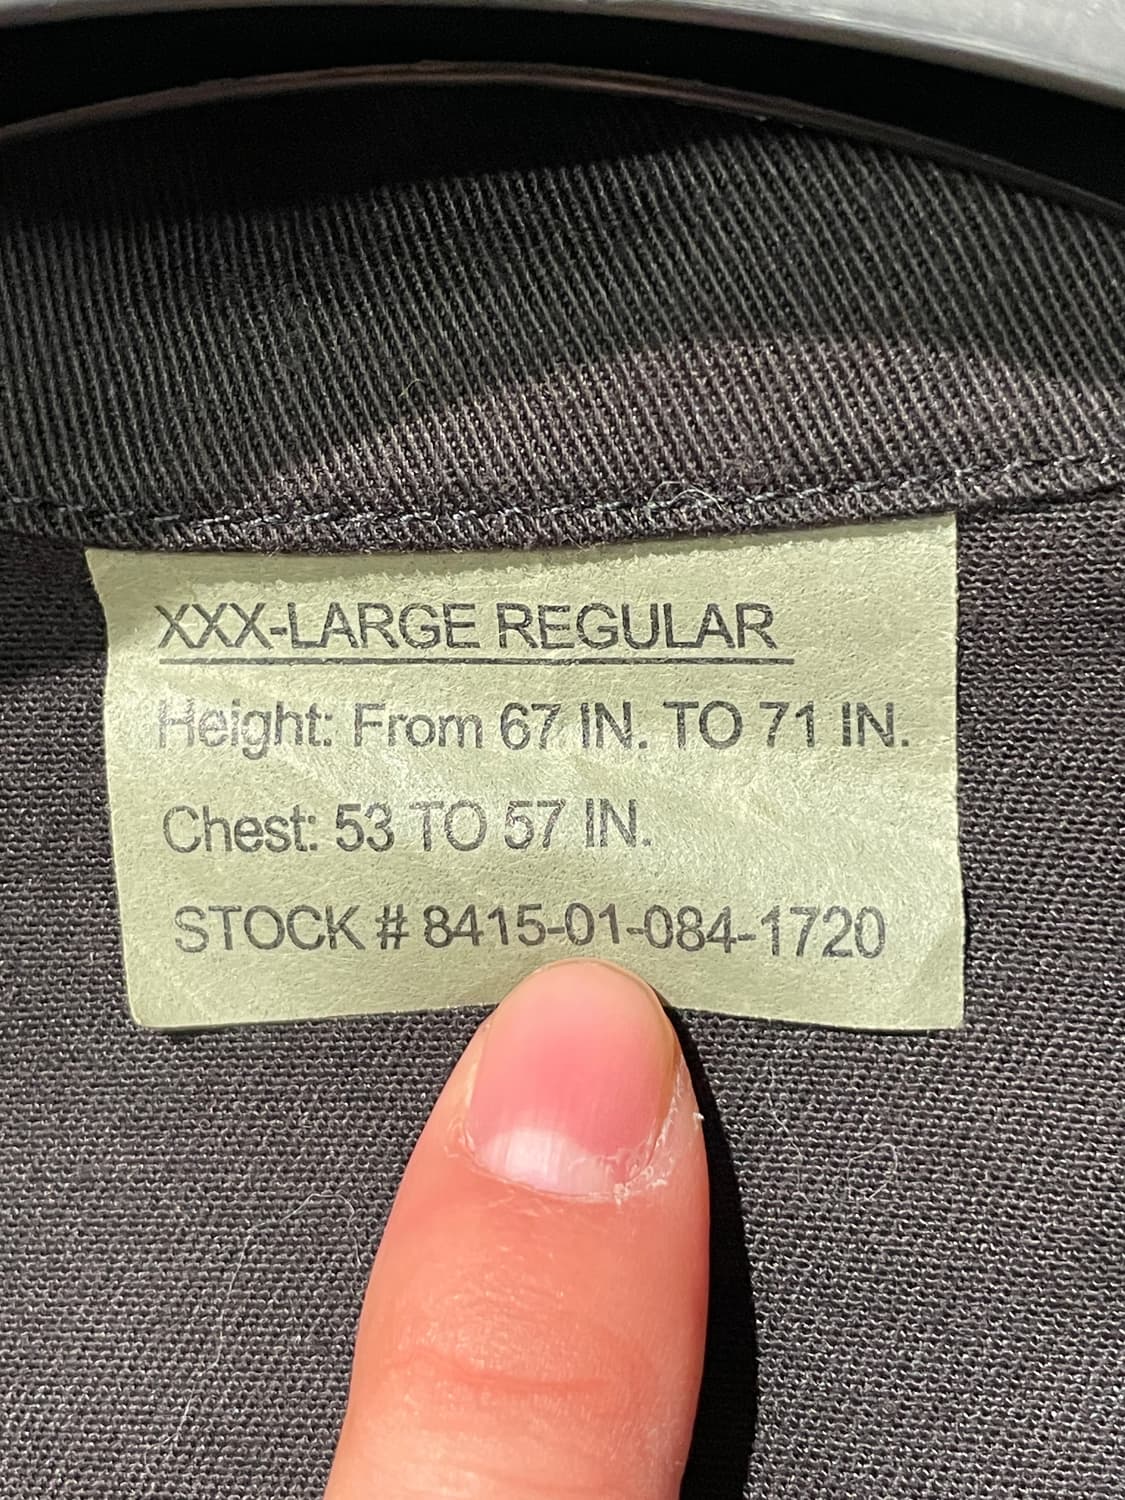 XXX-LARGE REGULAR
Height: From 67 IN. TO 71 IN.
Chest: 53 TO 57 IN.
STOCK # 8415-01-084-1720